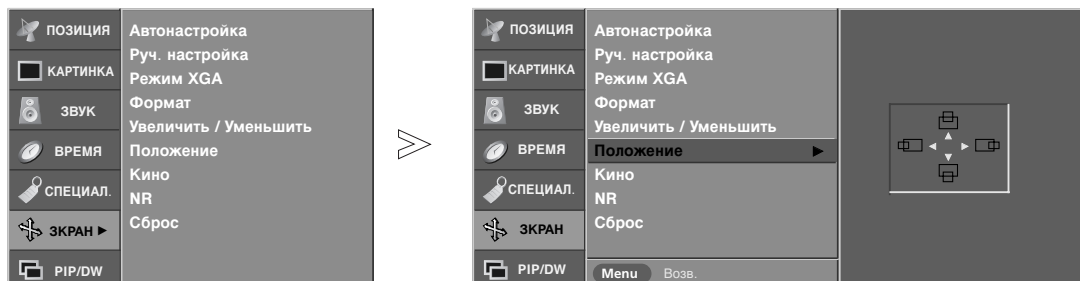 ПОЗИЦИЯ
КАРТИНКА
ЗВУК
ВРЕМЯ
СПЕЦИАЛ.
ЗКРАН ►
PIP/DW
Автонастройка
Руч. настройка
Режим XGA
Формат
Увеличить / Уменьшить
Положение
Кино
NR
Сброс
ПОЗИЦИЯ
КАРТИНКА
ЗВУК
ВРЕМЯ
СПЕЦИАЛ.
ЗКРАН
PIP/DW
Автонастройка
Руч. настройка
Режим XGA
Формат
Увеличить / Уменьшить
Положение ►
Кино
NR
Сброс
Menu Возв.